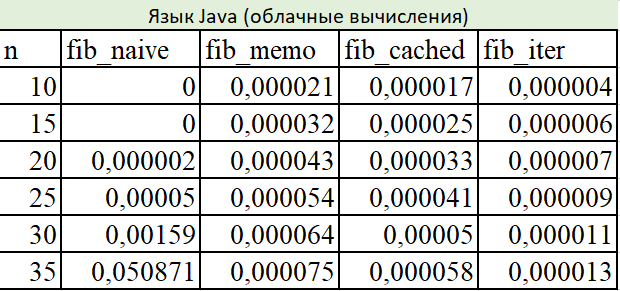 Язык Java (облачные вычисления)
n fib_naive fib_memo fib_cached fib_iter
10 0 0,000021 0,000017 0,000004
15 0 0,000032 0,000025 0,000006
20 0,000002 0,000043 0,000033 0,000007
25 0,00005 0,000054 0,000041 0,000009
30 0,00159 0,000064 0,00005 0,000011
35 0,050871 0,000075 0,000058 0,000013